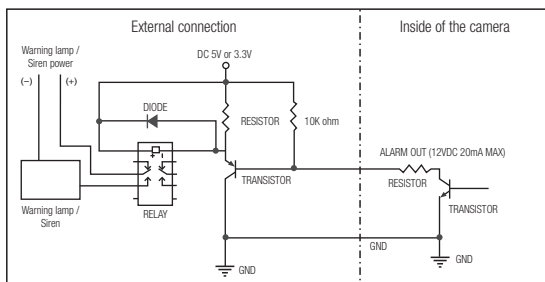 External connection
Inside of the camera
Warning lamp /
Siren power
(−)
(+)
DC 5V or 3.3V
DIODE
RESISTOR
10K ohm
ALARM OUT (12VDC 20mA MAX)
RESISTOR
TRANSISTOR
TRANSISTOR
Warning lamp /
Siren
RELAY
GND
GND
GND